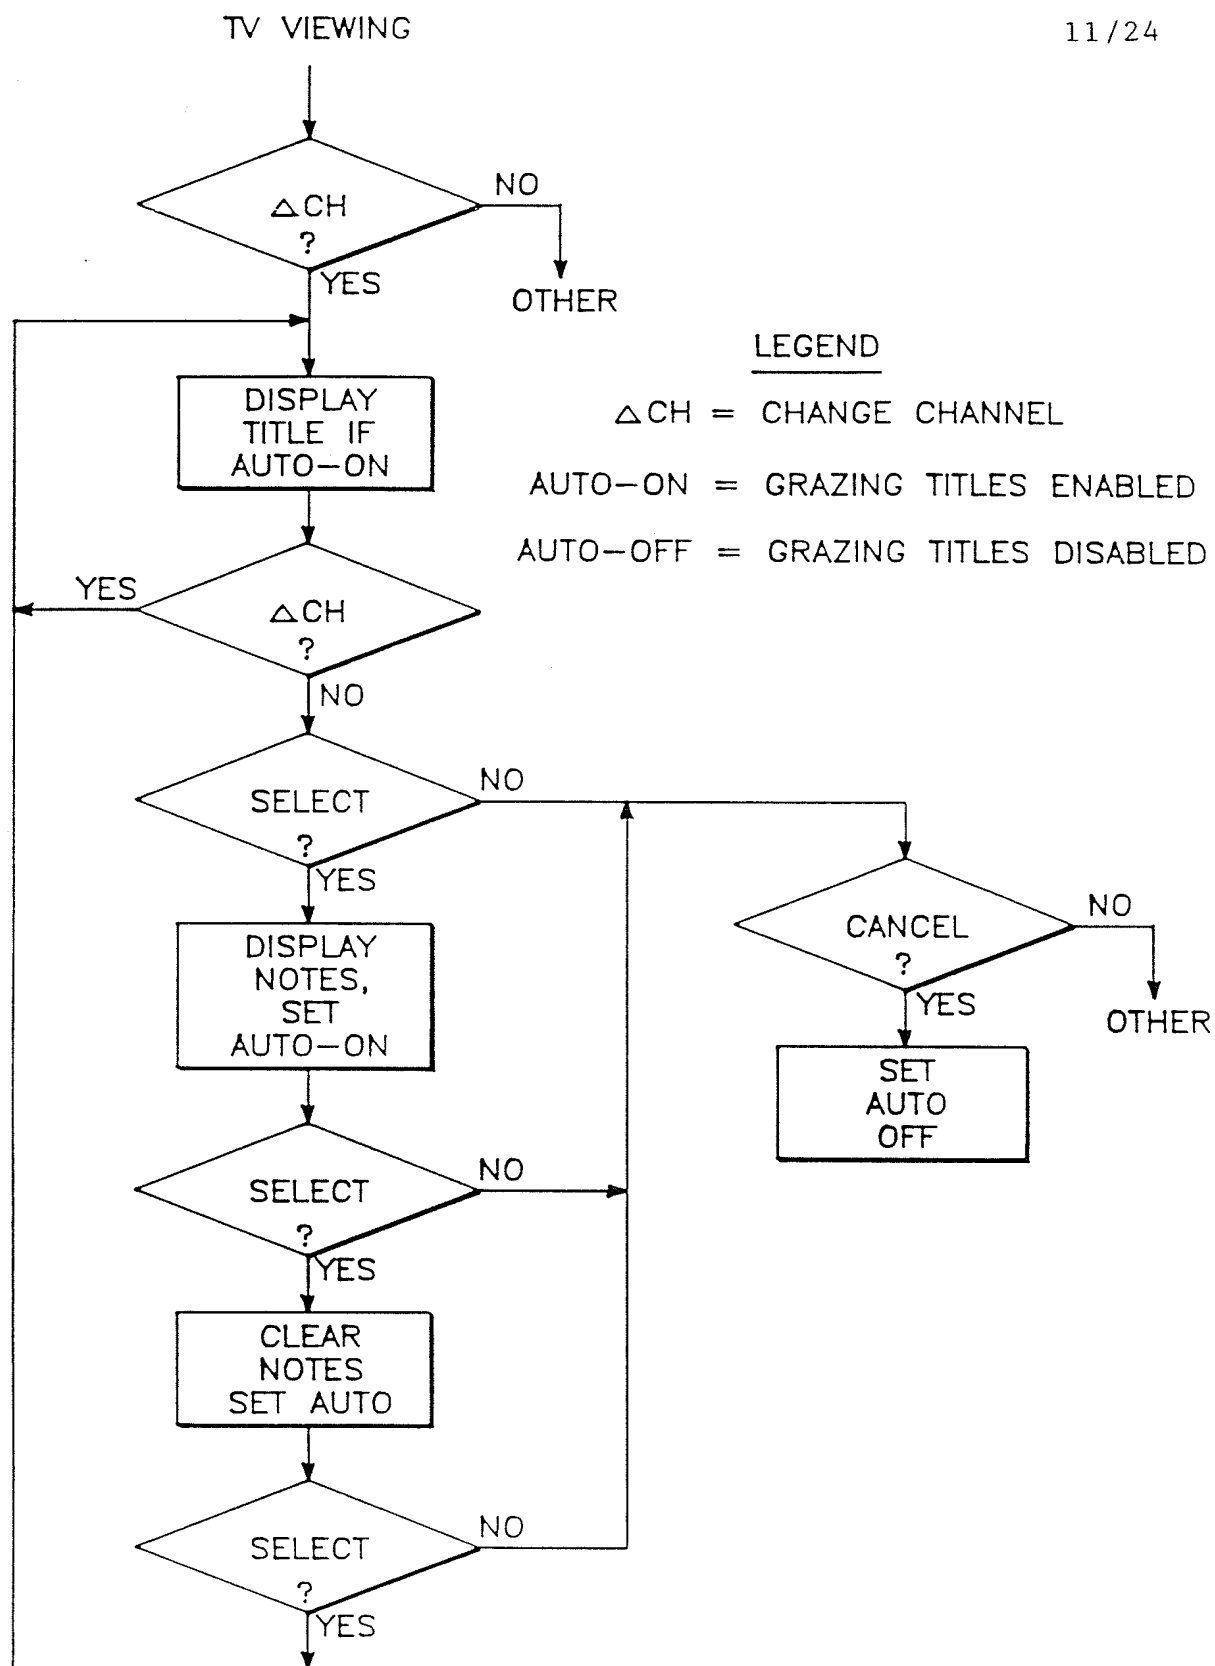 TV VIEWING
11/24
△CH
?
NO
YES
OTHER
LEGEND
△CH = CHANGE CHANNEL
AUTO-ON = GRAZING TITLES ENABLED
AUTO-OFF = GRAZING TITLES DISABLED
DISPLAY
TITLE IF
AUTO-ON
YES
△CH
?
NO
SELECT
?
NO
YES
CANCEL
?
NO
YES
OTHER
SET
AUTO
OFF
DISPLAY
NOTES,
SET
AUTO-ON
SELECT
?
NO
YES
CLEAR
NOTES
SET AUTO
SELECT
?
NO
YES